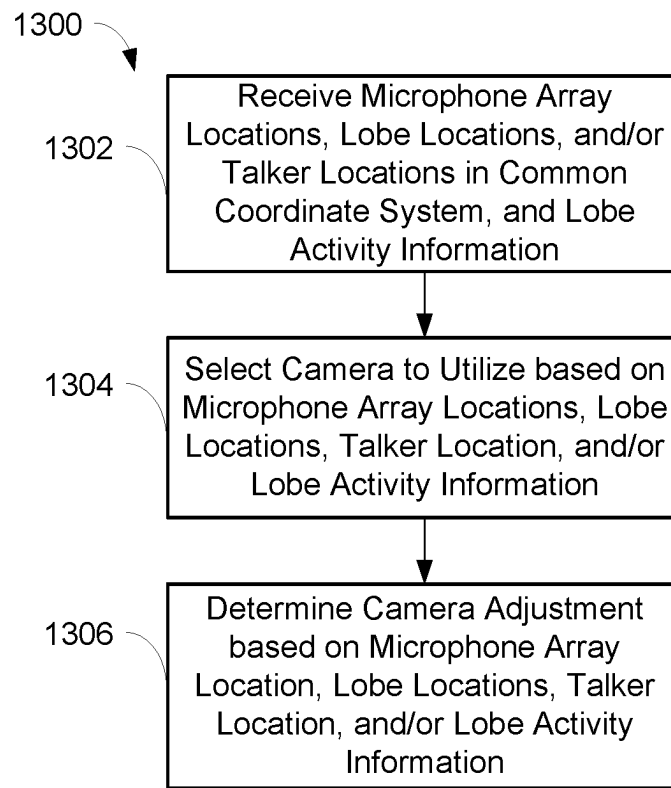 1300
Receive Microphone Array
Locations, Lobe Locations, and/or
Talker Locations in Common
Coordinate System, and Lobe
Activity Information
1302
Select Camera to Utilize based on
Microphone Array Locations, Lobe
Locations, Talker Location, and/or
Lobe Activity Information
1304
Determine Camera Adjustment
based on Microphone Array
Location, Lobe Locations, Talker
Location, and/or Lobe Activity
Information
1306